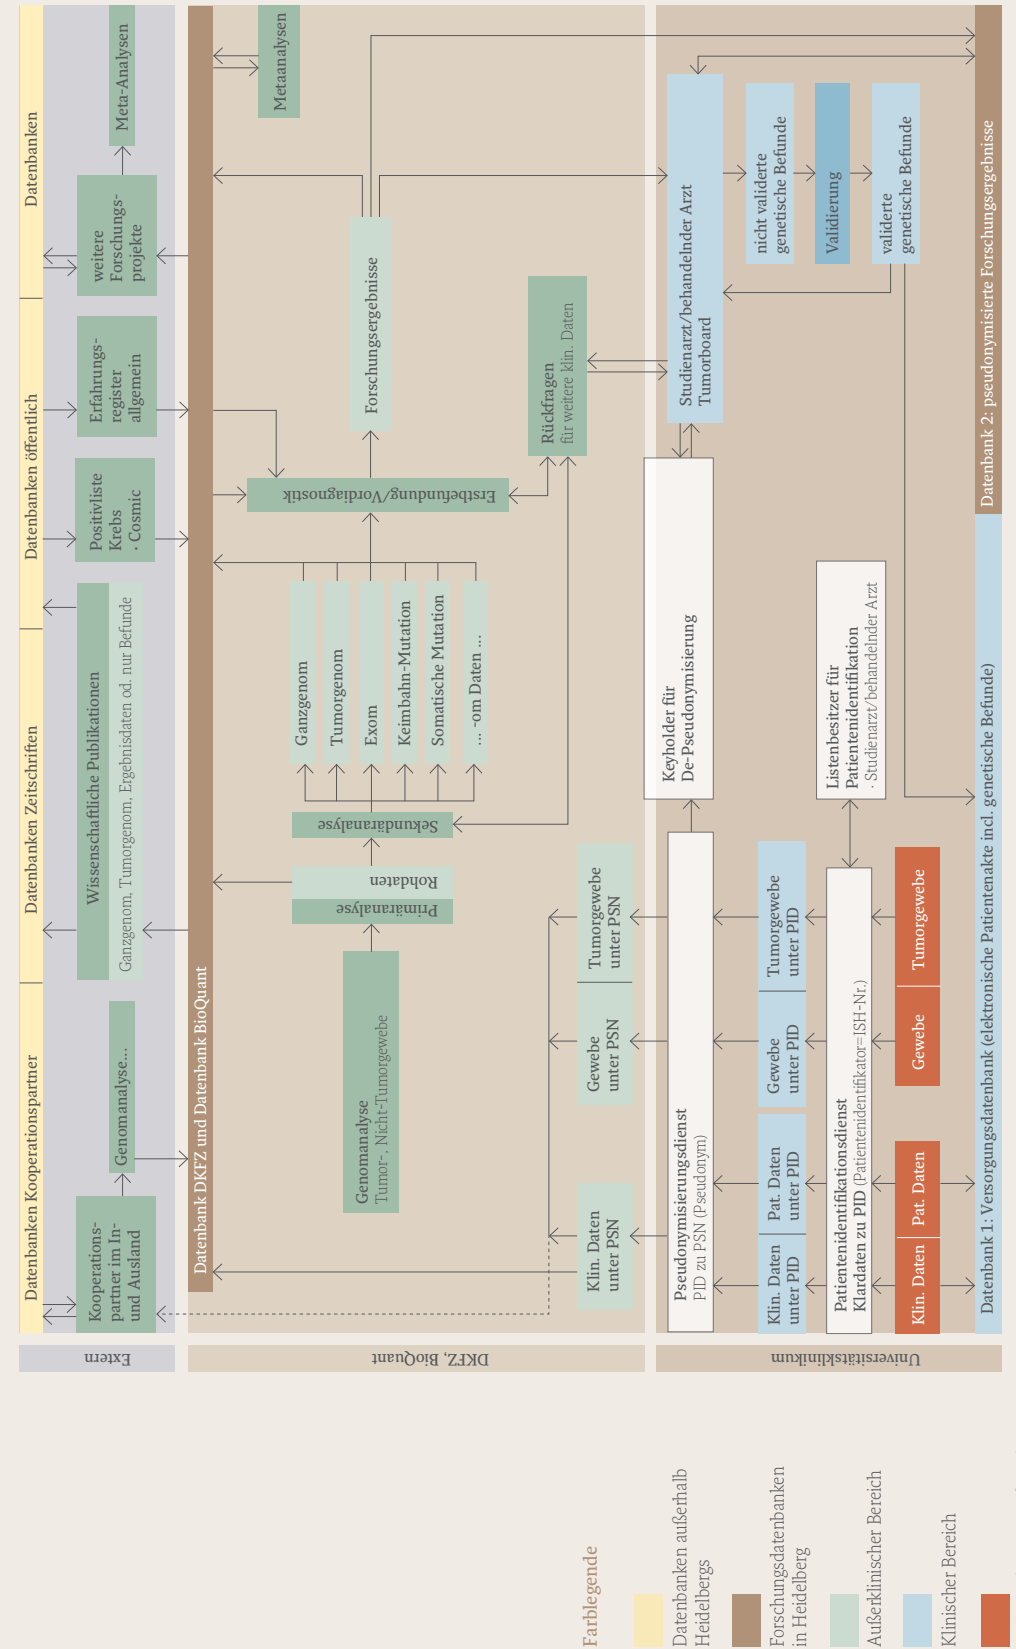 Datenbanken Kooperationspartner
Datenbanken Zeitschriften
Datenbanken öffentlich
Datenbanken
Kooperations-
partner im In-
und Ausland
Genomanalyse...
Wissenschaftliche Publikationen
Ganzgenom, Tumorgenom, Ergebnisdaten od. nur Befunde
Positivliste
Krebs
· Cosmic
Erfahrungs-
register
allgemein
weitere
Forschungs-
projekte
Meta-Analysen
Extern
Datenbank DKFZ und Datenbank BioQuant
Metaanalysen
Genomanalyse
Tumor-, Nicht-Tumorgewebe
Primäranalyse
Rohdaten
Sekundäranalyse
Ganzgenom
Tumorgenom
Exom
Keimbahn-Mutation
Somatische Mutation
... -om Daten ...
Erstbefundung/Vordiagnostik
Forschungsergebnisse
Rückfragen
für weitere klin. Daten
Klin. Daten
unter PSN
Gewebe
unter PSN
Tumorgewebe
unter PSN
DKFZ, BioQuant
Pseudonymisierungsdienst
PID zu PSN (Pseudonym)
Keyholder für
De-Pseudonymisierung
Studienarzt/behandelnder Arzt
Tumorboard
nicht validierte
genetische Befunde
Validierung
validierte
genetische Befunde
Klin. Daten
unter PID
Pat. Daten
unter PID
Gewebe
unter PID
Tumorgewebe
unter PID
Patientenidentifikationsdienst
Klardaten zu PID (Patientenidentifikator=ISH-Nr.)
Listenbesitzer für
Patientenidentifikation
· Studienarzt/behandelnder Arzt
Klin. Daten
Pat. Daten
Gewebe
Tumorgewebe
Datenbank 1: Versorgungsdatenbank (elektronische Patientenakte incl. genetische Befunde)
Datenbank 2: pseudonymisierte Forschungsergebnisse
Universitätsklinikum
Farblegende
Datenbanken außerhalb
Heidelbergs
Forschungsdatenbanken
in Heidelberg
Außerklinischer Bereich
Klinischer Bereich